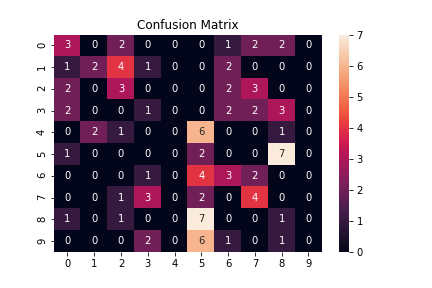 Confusion Matrix
0 3 0 2 0 0 0 1 2 2 0
1 1 2 4 1 0 0 2 0 0 0
2 2 0 3 0 0 0 2 3 0 0
3 2 0 0 1 0 0 2 2 3 0
4 0 2 1 0 0 6 0 0 1 0
5 1 0 0 0 0 2 0 0 7 0
6 0 0 0 1 0 4 3 2 0 0
7 0 0 1 3 0 2 0 4 0 0
8 1 0 1 0 0 7 0 0 1 0
9 0 0 0 2 0 6 1 0 1 0
0 1 2 3 4 5 6 7 8 9
7
6
5
4
3
2
1
0